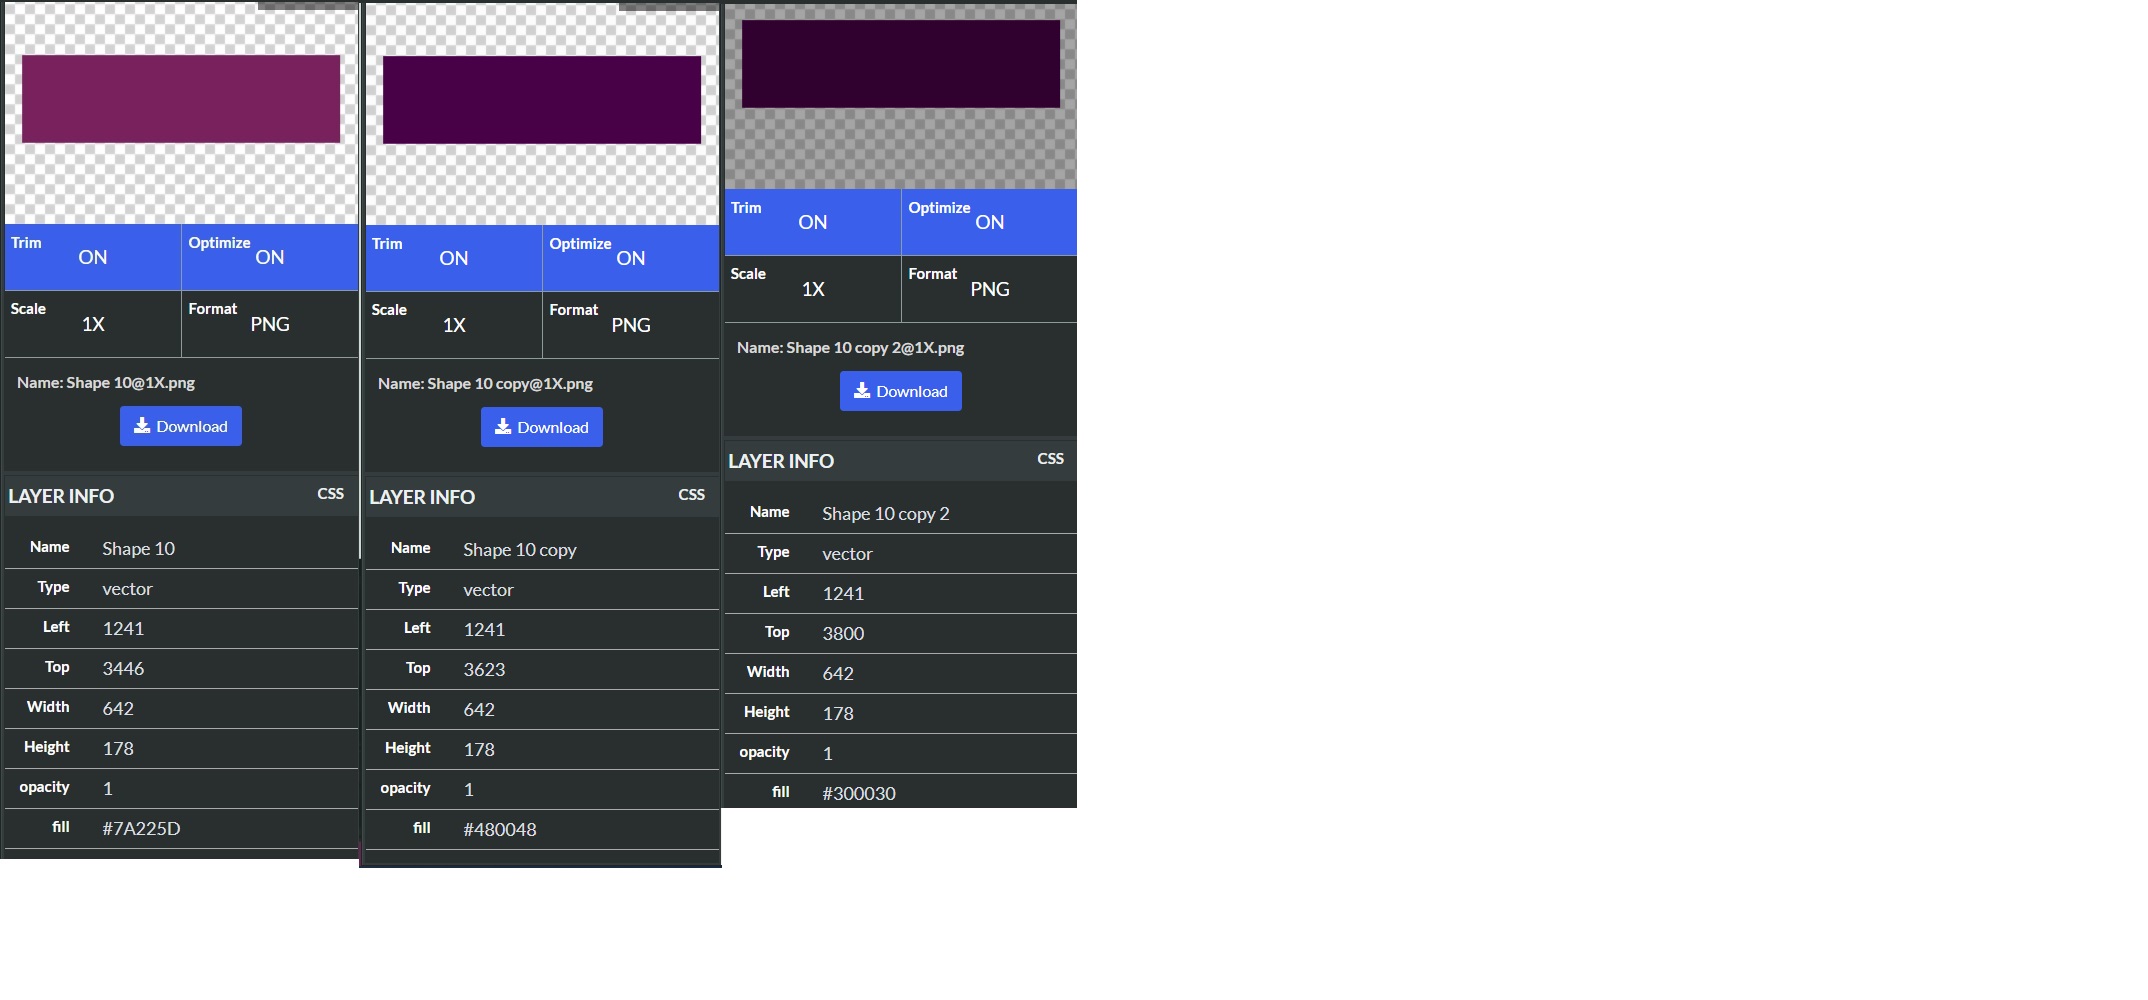 Trim ON Optimize ON
Scale 1X Format PNG
Name: Shape 10@1X.png
Download
LAYER INFO CSS
Name Shape 10
Type vector
Left 1241
Top 3446
Width 642
Height 178
opacity 1
fill #7A225D
Trim ON Optimize ON
Scale 1X Format PNG
Name: Shape 10 copy@1X.png
Download
LAYER INFO CSS
Name Shape 10 copy
Type vector
Left 1241
Top 3623
Width 642
Height 178
opacity 1
fill #480048
Trim ON Optimize ON
Scale 1X Format PNG
Name: Shape 10 copy 2@1X.png
Download
LAYER INFO CSS
Name Shape 10 copy 2
Type vector
Left 1241
Top 3800
Width 642
Height 178
opacity 1
fill #300030